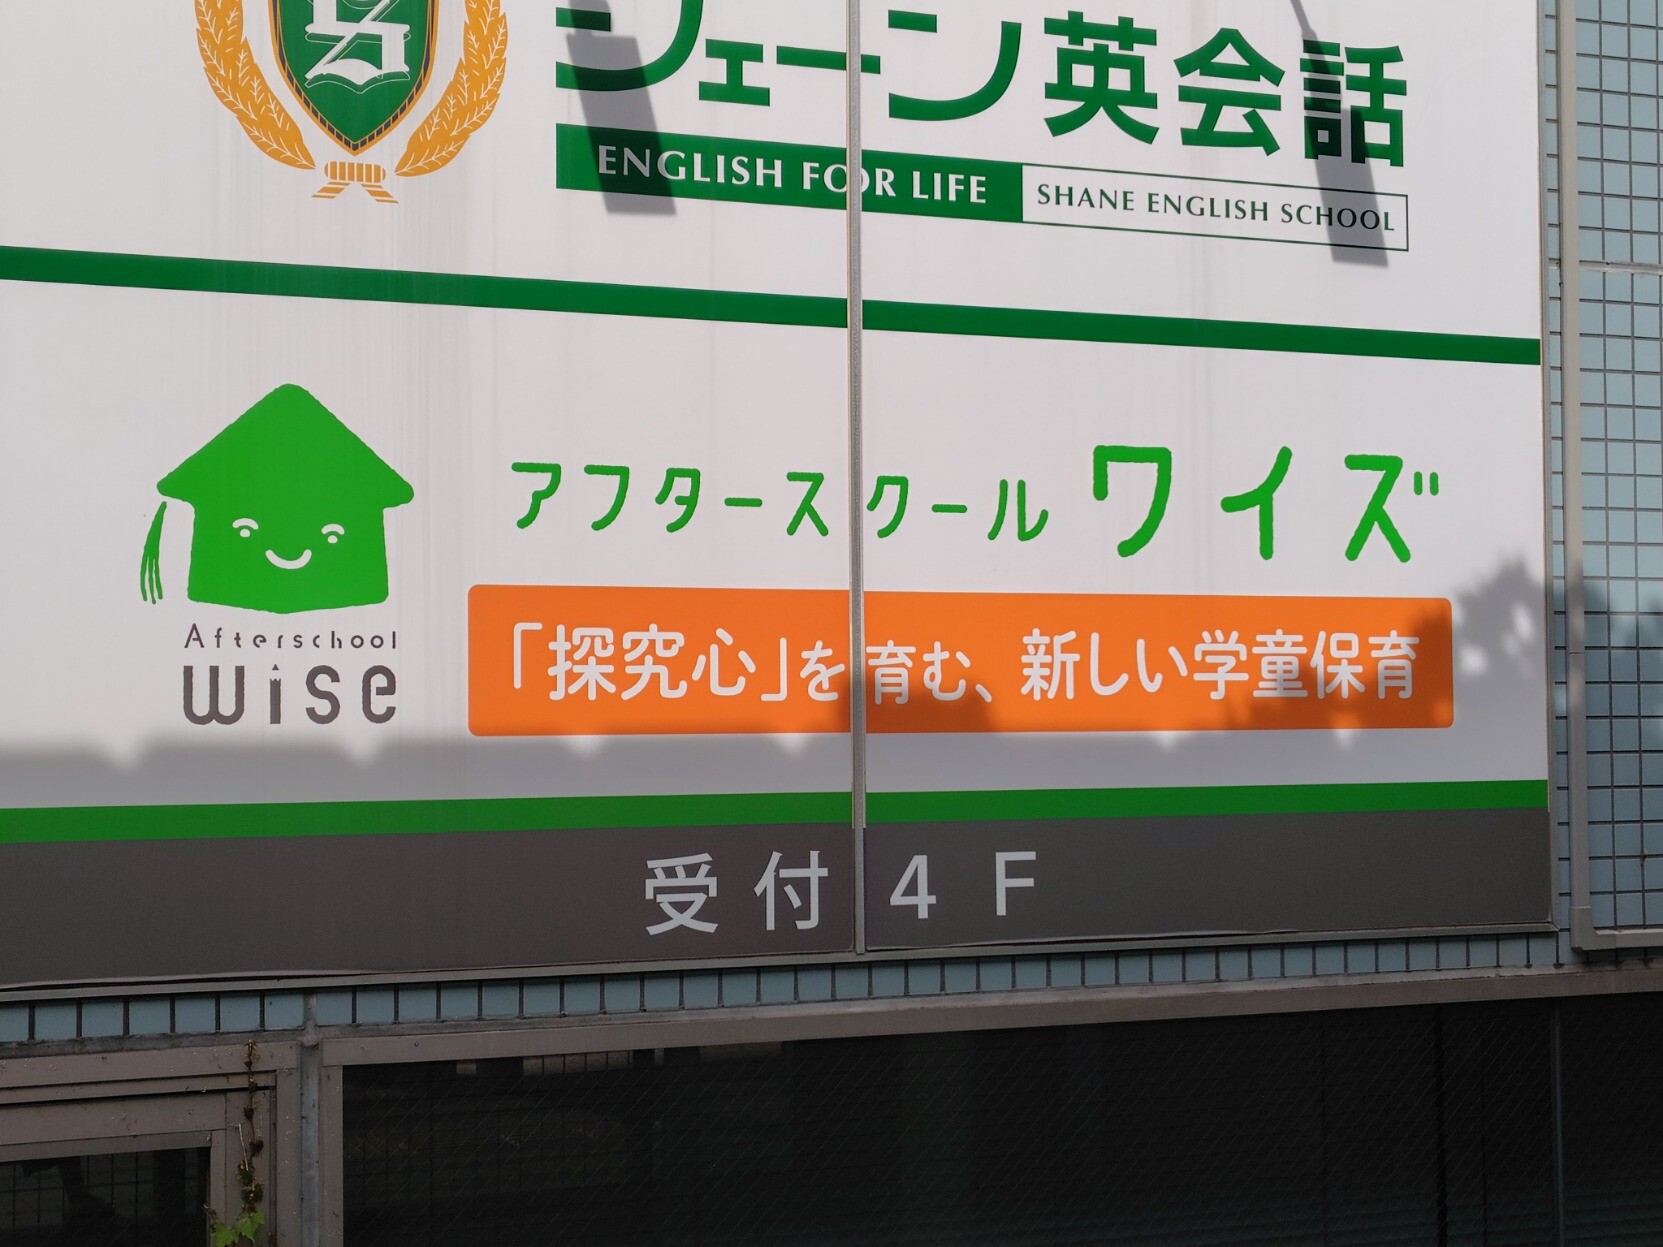 シェーン英会話
ENGLISH FOR LIFE
SHANE ENGLISH SCHOOL
アフタースクール ワイズ
Afterschool
wise
「探究心」を育む、新しい学童保育
受付4F